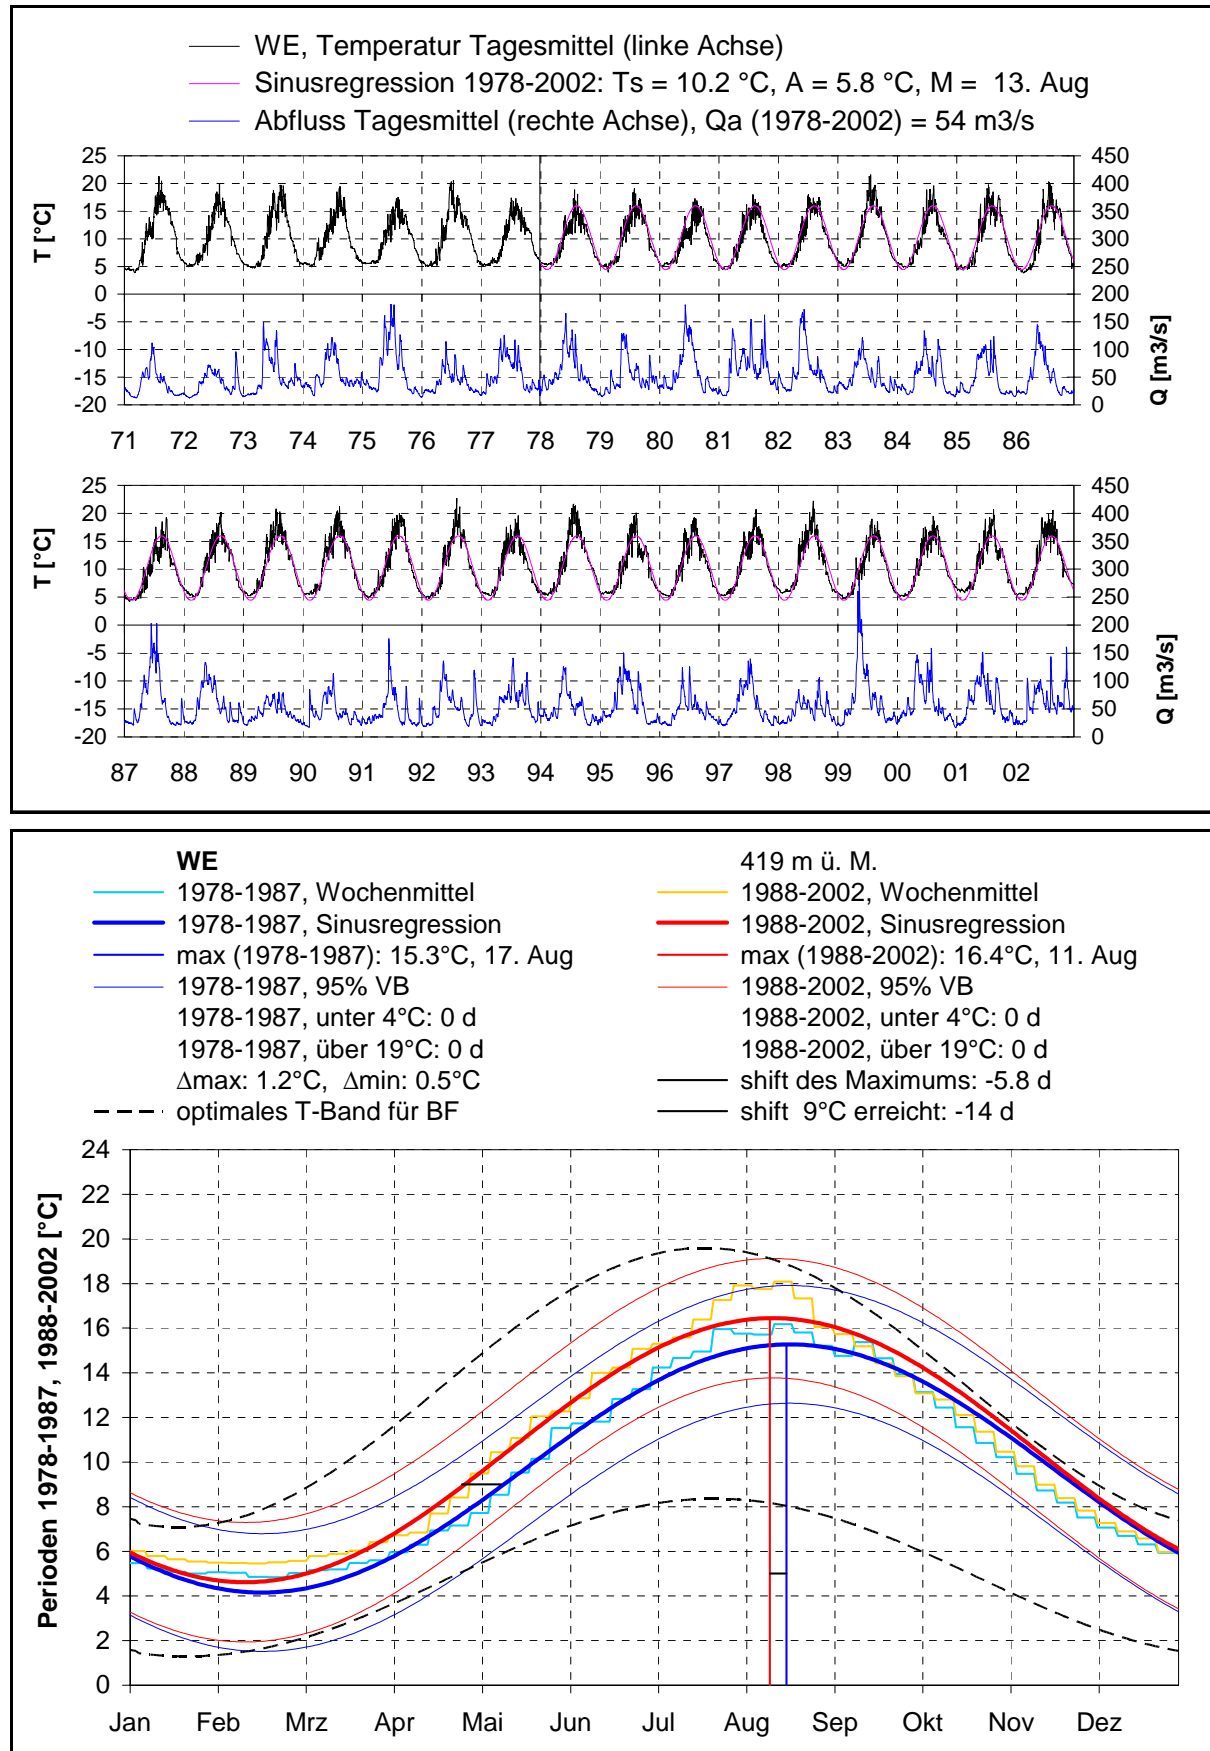 WE, Temperatur Tagesmittel (linke Achse)
Sinusregression 1978-2002: Ts = 10.2 °C, A = 5.8 °C, M = 13. Aug
Abfluss Tagesmittel (rechte Achse), Qa (1978-2002) = 54 m3/s
T [°C]
25
20
15
10
5
0
-5
-10
-15
-20
450
400
350
300
250
200
150
100
50
0
Q [m3/s]
71 72 73 74 75 76 77 78 79 80 81 82 83 84 85 86
T [°C]
25
20
15
10
5
0
-5
-10
-15
-20
450
400
350
300
250
200
150
100
50
0
Q [m3/s]
87 88 89 90 91 92 93 94 95 96 97 98 99 00 01 02
WE 419 m ü. M.
1978-1987, Wochenmittel 1988-2002, Wochenmittel
1978-1987, Sinusregression 1988-2002, Sinusregression
max (1978-1987): 15.3°C, 17. Aug max (1988-2002): 16.4°C, 11. Aug
1978-1987, 95% VB 1988-2002, 95% VB
1978-1987, unter 4°C: 0 d 1988-2002, unter 4°C: 0 d
1978-1987, über 19°C: 0 d 1988-2002, über 19°C: 0 d
Δmax: 1.2°C, Δmin: 0.5°C shift des Maximums: -5.8 d
optimales T-Band für BF shift 9°C erreicht: -14 d
Perioden 1978-1987, 1988-2002 [°C]
24
22
20
18
16
14
12
10
8
6
4
2
0
Jan Feb Mrz Apr Mai Jun Jul Aug Sep Okt Nov Dez